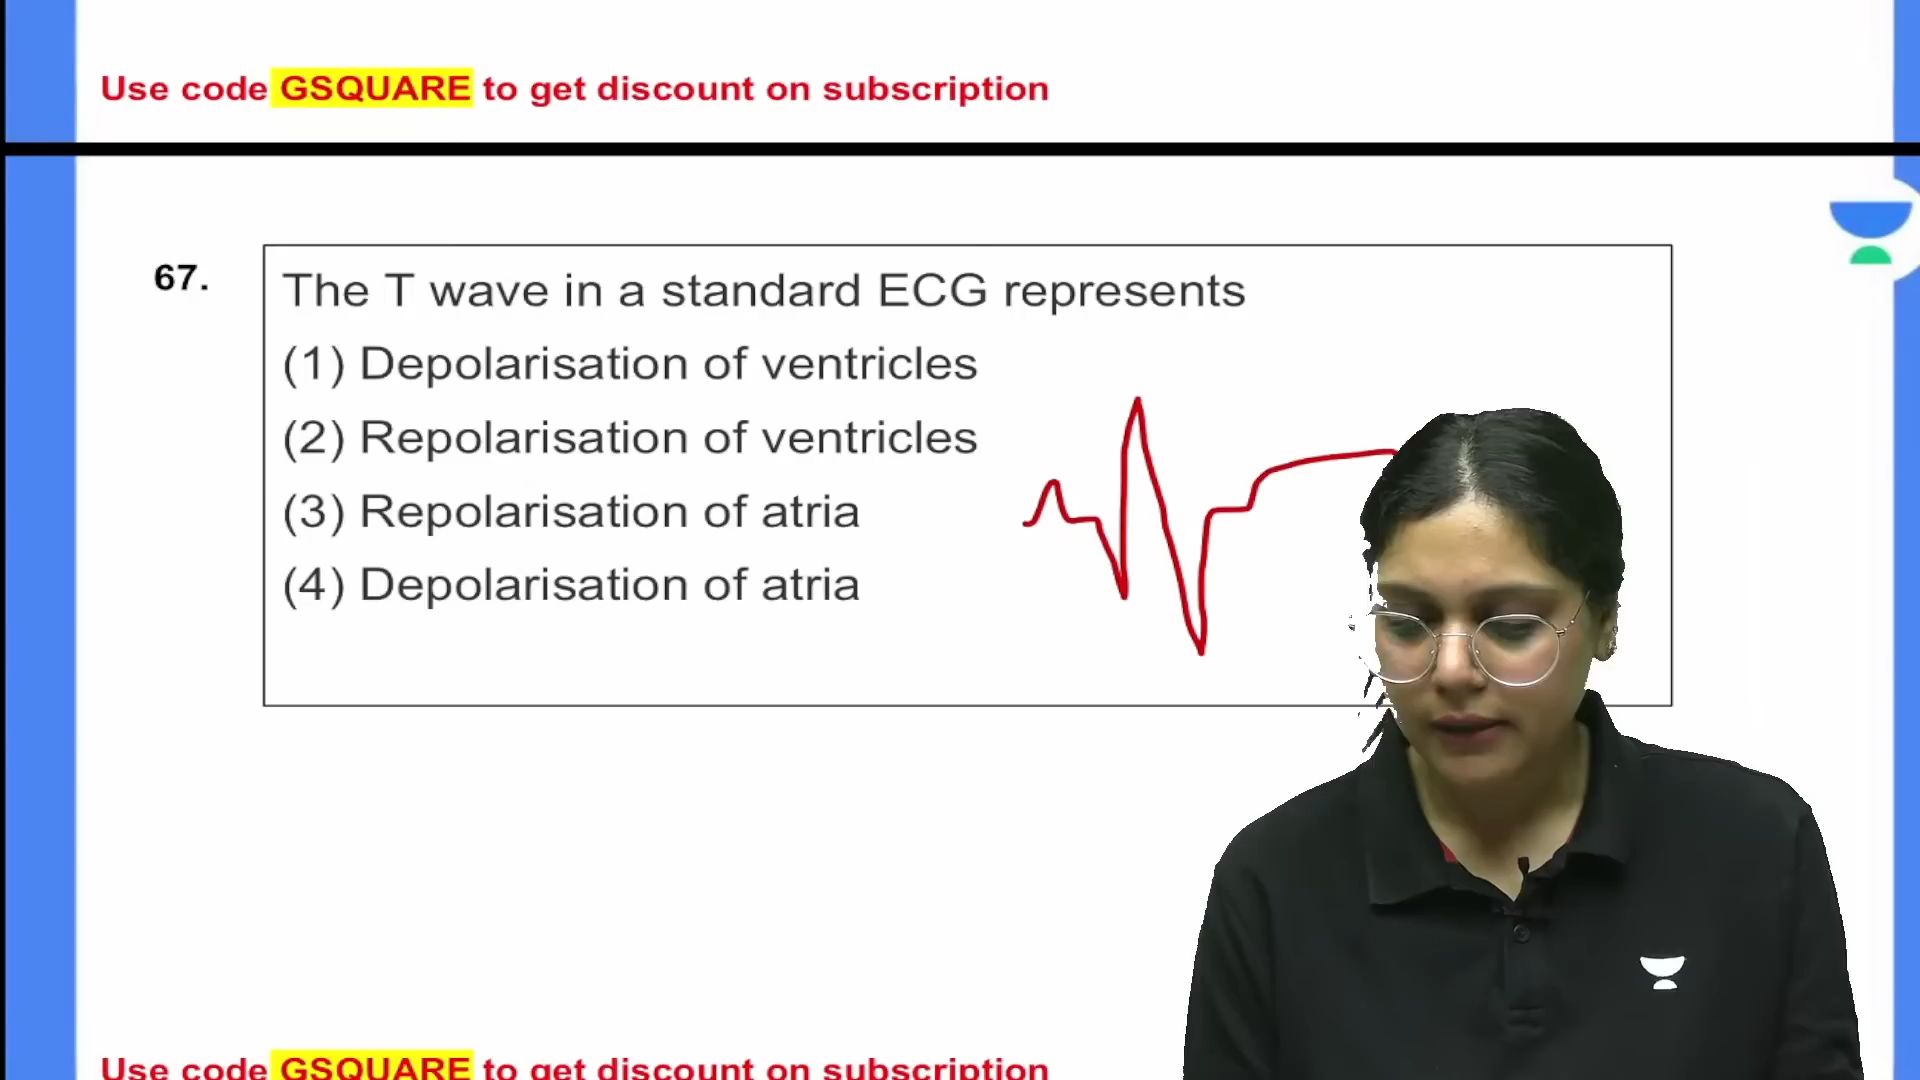 Use code GSQUARE to get discount on subscription
67.
The T wave in a standard ECG represents
(1) Depolarisation of ventricles
(2) Repolarisation of ventricles
(3) Repolarisation of atria
(4) Depolarisation of atria
Use code GSQUARE to get discount on subscription